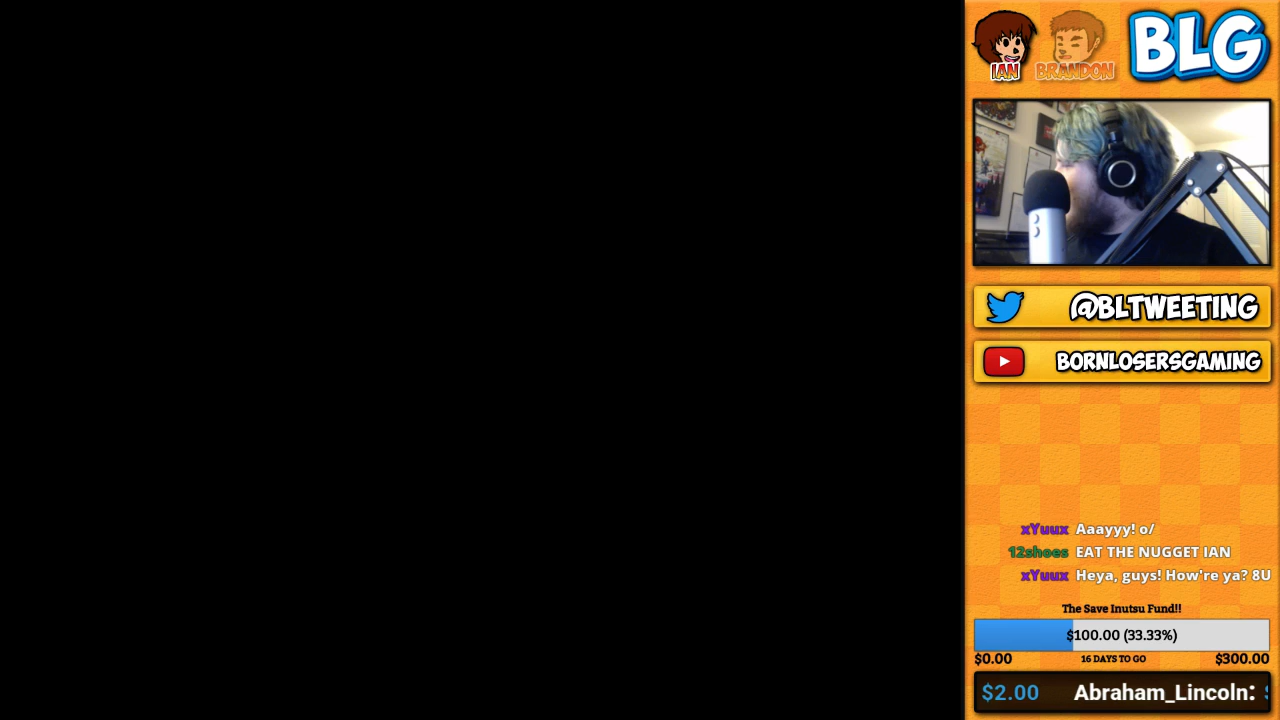 IAN BRANDON BLG
@BLTWEETING
BORNLOSERSGAMING
xYuux Aaayyy! o/
12shoes EAT THE NUGGET IAN
xYuux Heya, guys! How're ya? 8U
The Save Inutsu Fund!!
$100.00 (33.33%)
$0.00 16 DAYS TO GO $300.00
$2.00 Abraham_Lincoln: